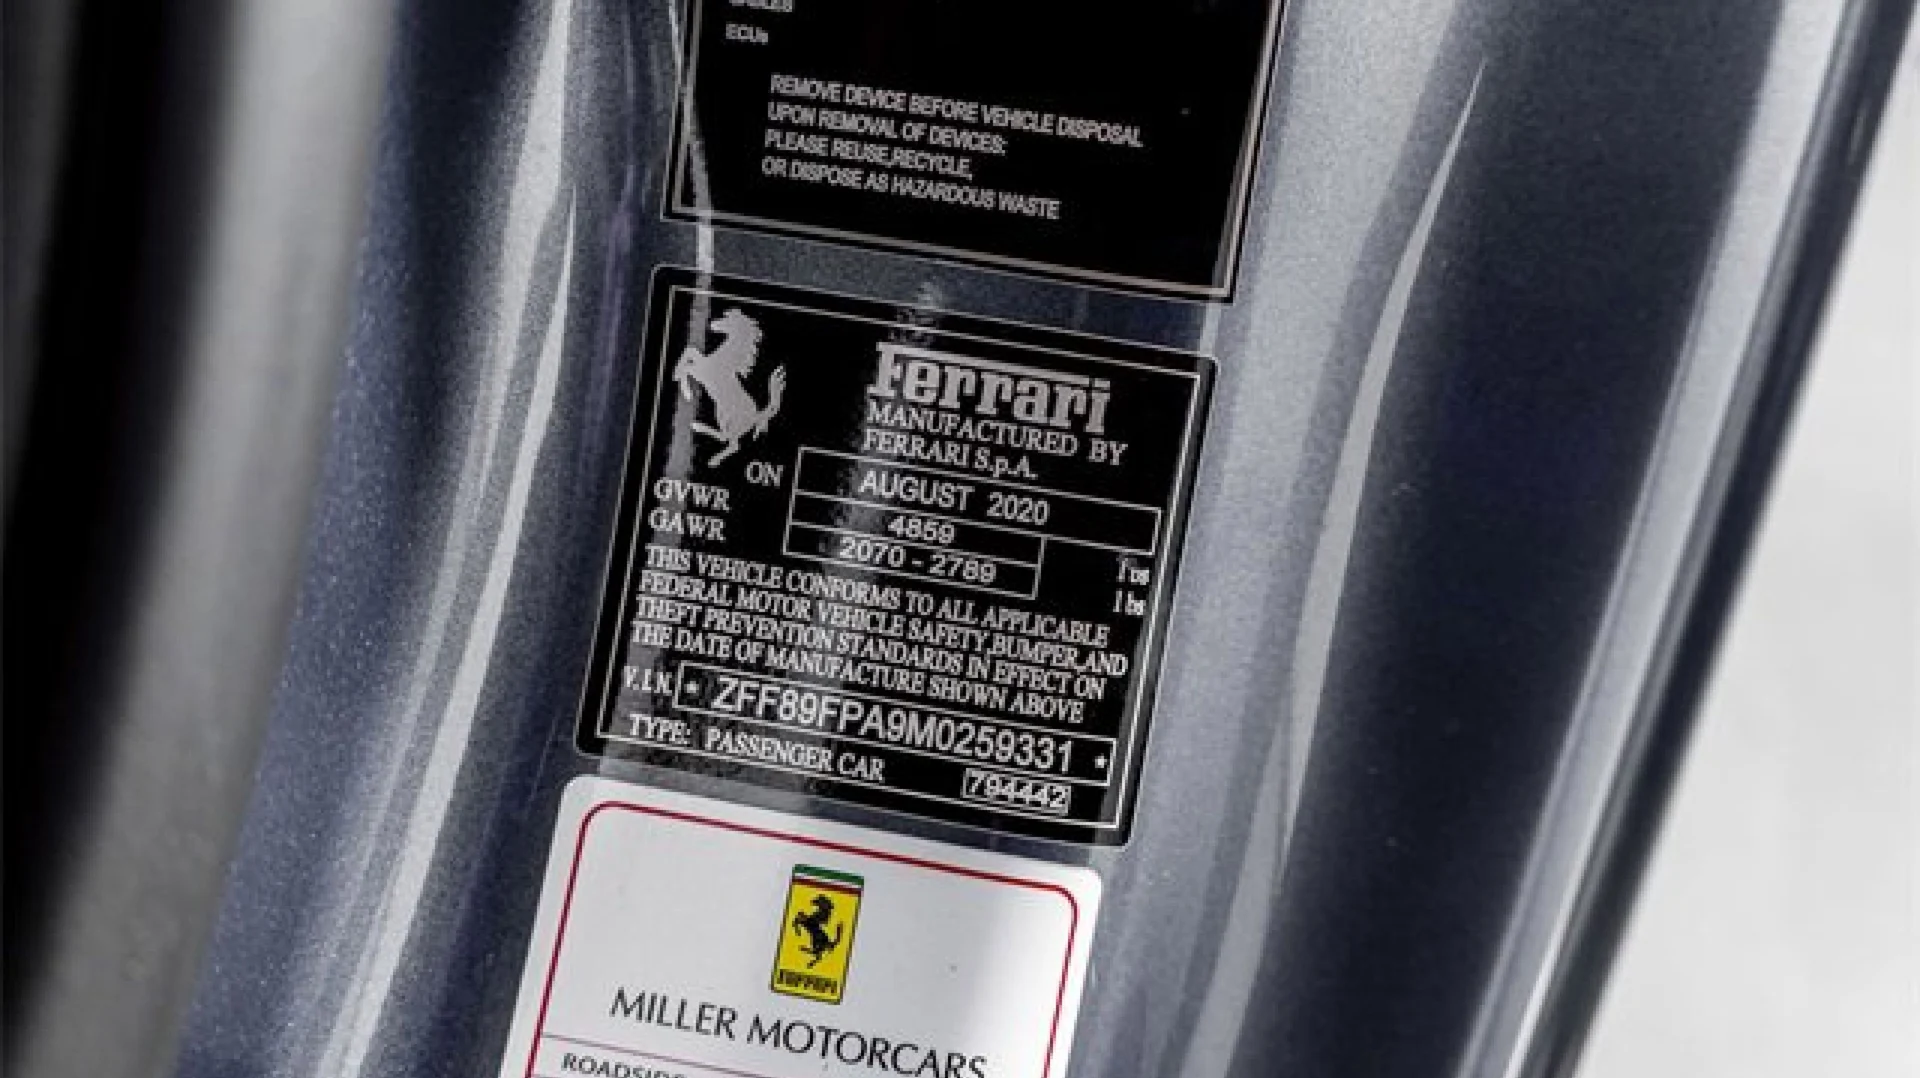 ECUs
REMOVE DEVICE BEFORE VEHICLE DISPOSAL
UPON REMOVAL OF DEVICES:
PLEASE REUSE,RECYCLE,
OR DISPOSE AS HAZARDOUS WASTE
Ferrari
MANUFACTURED BY
FERRARI S.p.A.
ON AUGUST 2020
GVWR 4859
GAWR 2070 - 2789 lbs
THIS VEHICLE CONFORMS TO ALL APPLICABLE
FEDERAL MOTOR VEHICLE SAFETY,BUMPER,AND
THEFT PREVENTION STANDARDS IN EFFECT ON
THE DATE OF MANUFACTURE SHOWN ABOVE
V.I.N. * ZFF89FPA9M0259331 *
TYPE: PASSENGER CAR 794442
Ferrari
MILLER MOTORCARS
ROADSIDE